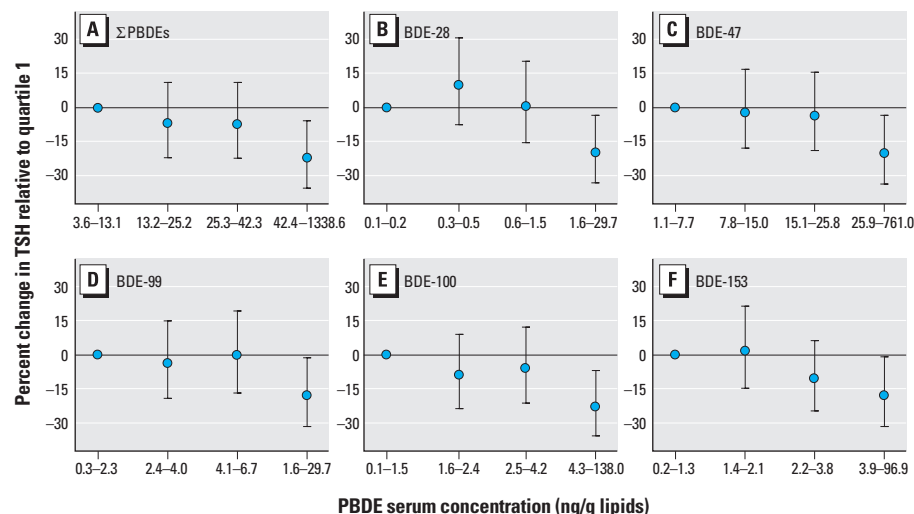 Percent change in TSH relative to quartile 1
A ΣPBDEs
30
15
0
–15
–30
3.6–13.1 13.2–25.2 25.3–42.3 42.4–1338.6
B BDE-28
30
15
0
–15
–30
0.1–0.2 0.3–0.5 0.6–1.5 1.6–29.7
C BDE-47
30
15
0
–15
–30
1.1–7.7 7.8–15.0 15.1–25.8 25.9–761.0
D BDE-99
30
15
0
–15
–30
0.3–2.3 2.4–4.0 4.1–6.7 1.6–29.7
E BDE-100
30
15
0
–15
–30
0.1–1.5 1.6–2.4 2.5–4.2 4.3–138.0
F BDE-153
30
15
0
–15
–30
0.2–1.3 1.4–2.1 2.2–3.8 3.9–96.9
PBDE serum concentration (ng/g lipids)